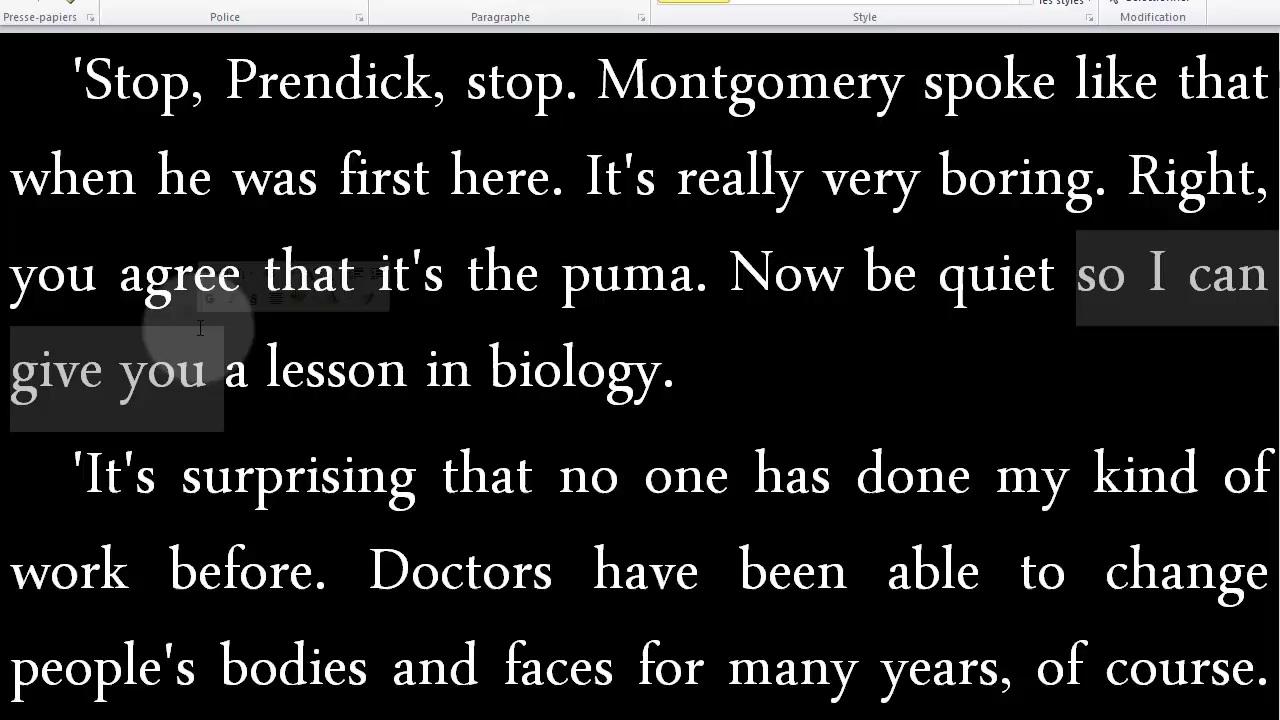 Presse-papiers Police Paragraphe Style Modification
'Stop, Prendick, stop. Montgomery spoke like that
when he was first here. It's really very boring. Right,
you agree that it's the puma. Now be quiet so I can
give you a lesson in biology.
'It's surprising that no one has done my kind of
work before. Doctors have been able to change
people's bodies and faces for many years, of course.